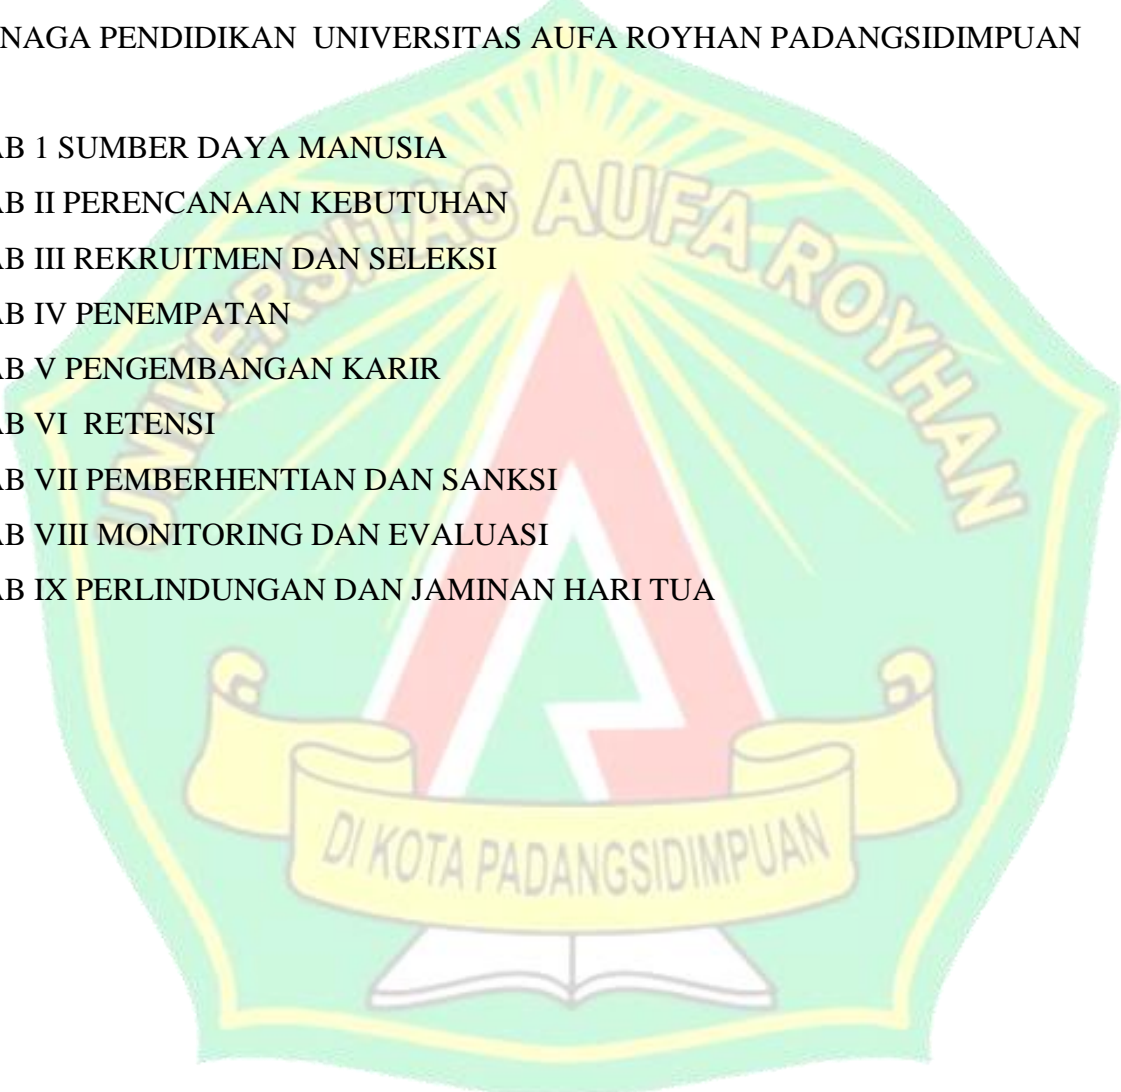 NAGA PENDIDIKAN UNIVERSITAS AUFA ROYHAN PADANGSIDIMPUAN
AB 1 SUMBER DAYA MANUSIA
AB II PERENCANAAN KEBUTUHAN
AB III REKRUITMEN DAN SELEKSI
AB IV PENEMPATAN
AB V PENGEMBANGAN KARIR
AB VI RETENSI
AB VII PEMBERHENTIAN DAN SANKSI
AB VIII MONITORING DAN EVALUASI
AB IX PERLINDUNGAN DAN JAMINAN HARI TUA
UNIVERSITAS AUFA ROYHAN
DI KOTA PADANGSIDIMPUAN